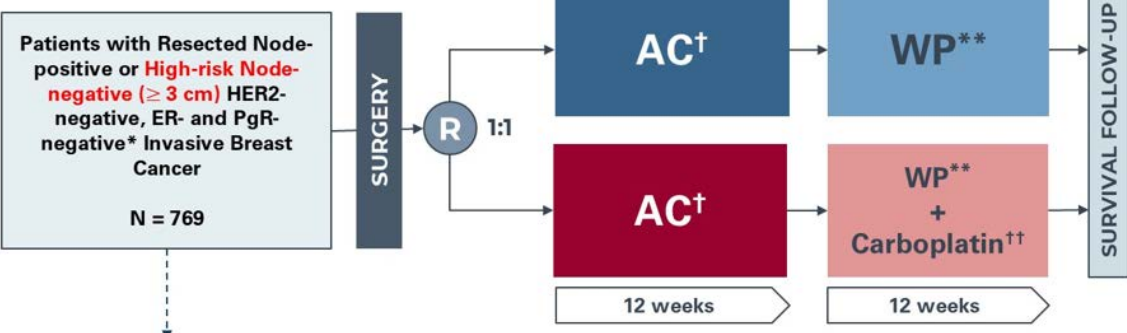 Patients with Resected Node-
positive or High-risk Node-
negative (≥ 3 cm) HER2-
negative, ER- and PgR-
negative* Invasive Breast
Cancer
N = 769
SURGERY
R
1:1
AC†
WP**
AC†
WP**
+
Carboplatin††
12 weeks
12 weeks
SURVIVAL FOLLOW-UP